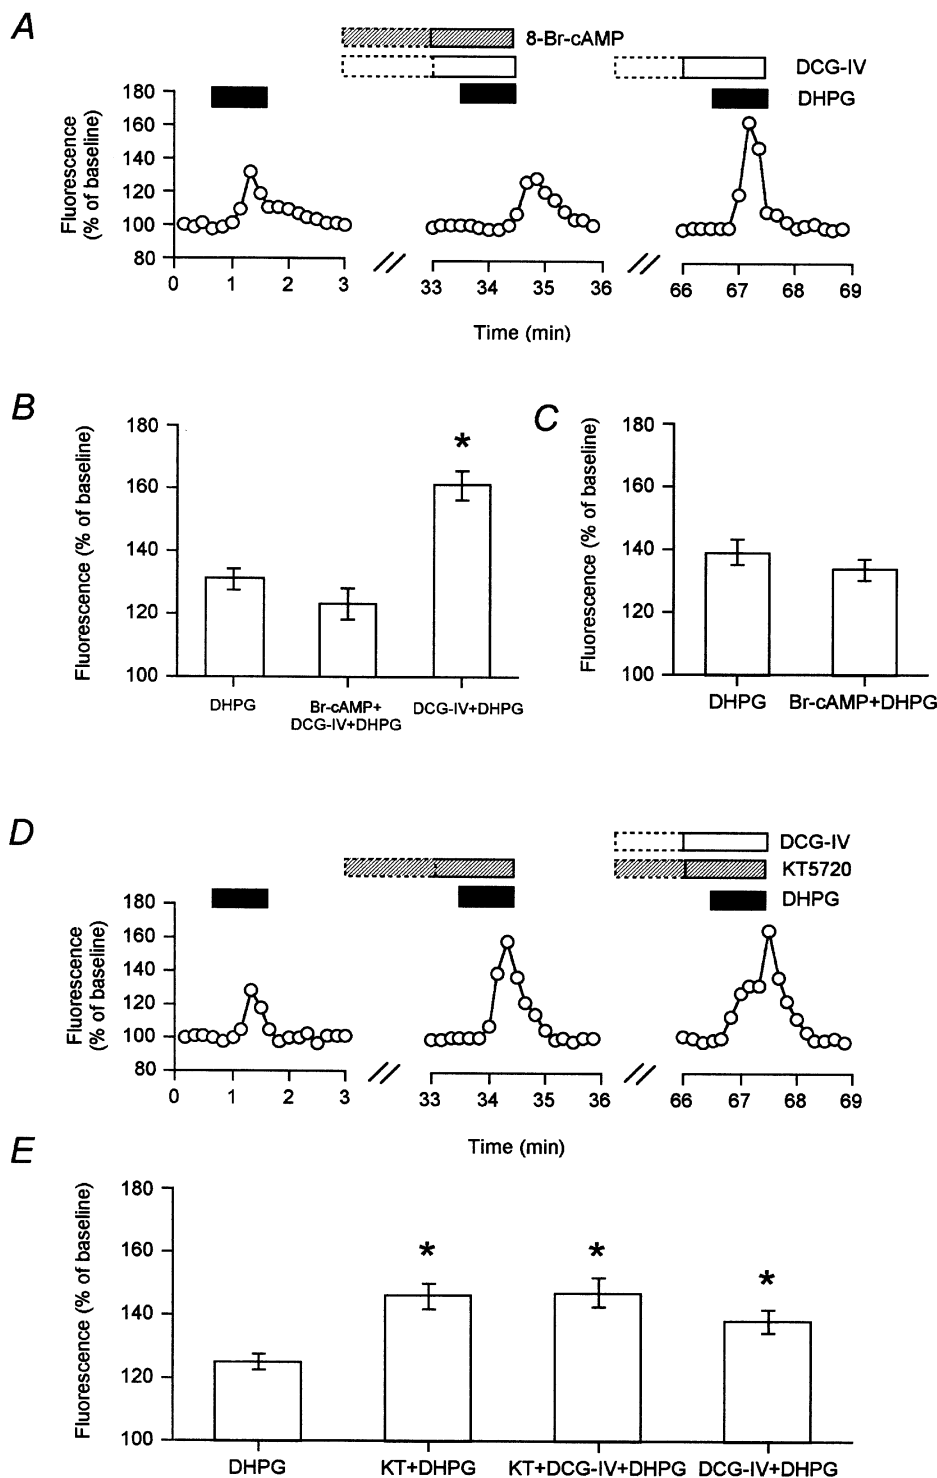 A
8-Br-cAMP
DCG-IV
DHPG
Fluorescence
(% of baseline)
180
160
140
120
100
80
0 1 2 3 33 34 35 36 66 67 68 69
Time (min)
B
Fluorescence (% of baseline)
180
160
140
120
100
*
DHPG Br-cAMP+ DCG-IV+DHPG
DCG-IV+DHPG
C
Fluorescence (% of baseline)
180
160
140
120
100
DHPG Br-cAMP+DHPG
D
DCG-IV
KT5720
DHPG
Fluorescence
(% of baseline)
180
160
140
120
100
80
0 1 2 3 33 34 35 36 66 67 68 69
Time (min)
E
Fluorescence (% of baseline)
180
160
140
120
100
* * *
DHPG KT+DHPG KT+DCG-IV+DHPG DCG-IV+DHPG